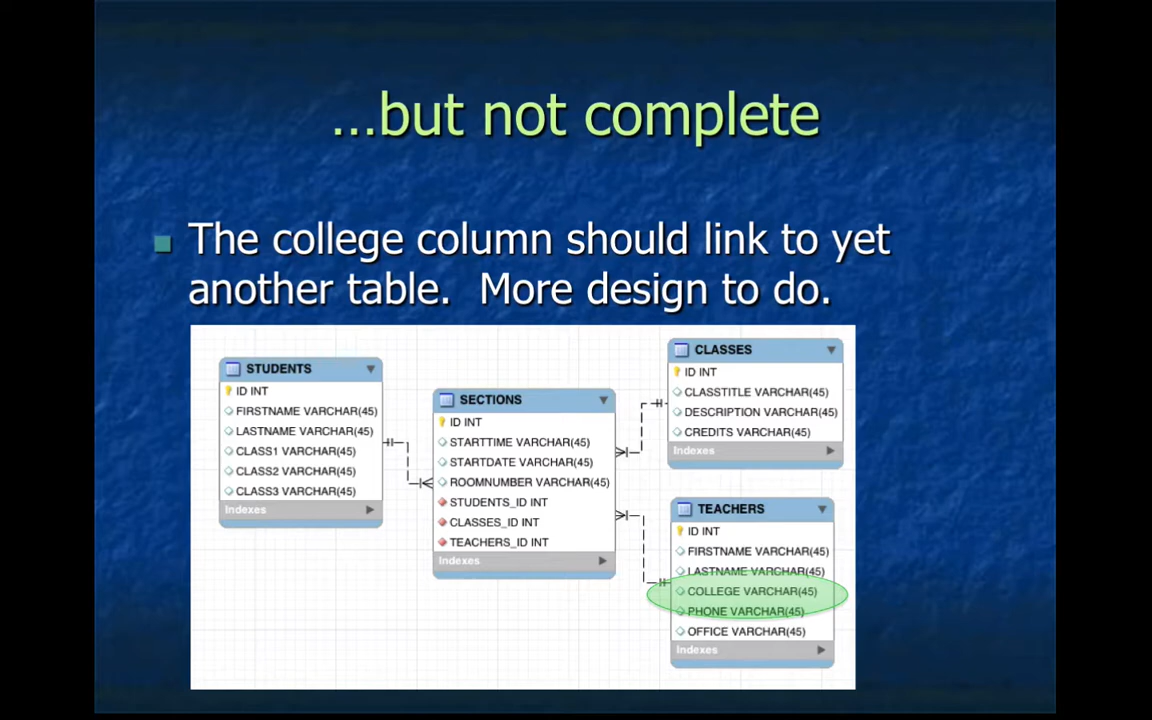 ...but not complete
The college column should link to yet
another table.  More design to do.
STUDENTS
ID INT
FIRSTNAME VARCHAR(45)
LASTNAME VARCHAR(45)
CLASS1 VARCHAR(45)
CLASS2 VARCHAR(45)
CLASS3 VARCHAR(45)
Indexes
SECTIONS
ID INT
STARTTIME VARCHAR(45)
STARTDATE VARCHAR(45)
ROOMNUMBER VARCHAR(45)
STUDENTS_ID INT
CLASSES_ID INT
TEACHERS_ID INT
Indexes
CLASSES
ID INT
CLASSTITLE VARCHAR(45)
DESCRIPTION VARCHAR(45)
CREDITS VARCHAR(45)
Indexes
TEACHERS
ID INT
FIRSTNAME VARCHAR(45)
LASTNAME VARCHAR(45)
COLLEGE VARCHAR(45)
PHONE VARCHAR(45)
OFFICE VARCHAR(45)
Indexes